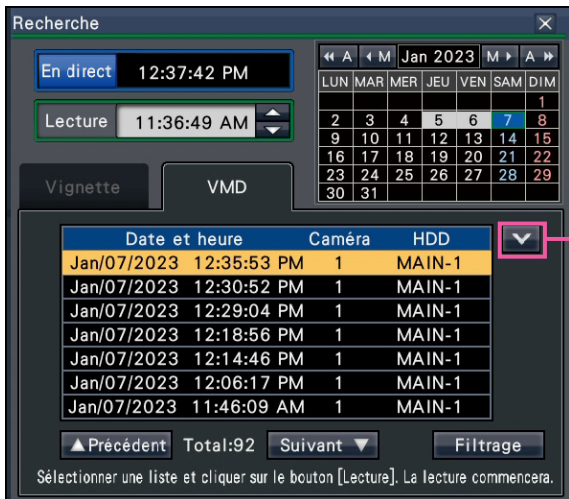 Recherche
En direct 12:37:42 PM
Lecture 11:36:49 AM
A M Jan 2023 M A
LUN MAR MER JEU VEN SAM DIM
1
2 3 4 5 6 7 8
9 10 11 12 13 14 15
16 17 18 19 20 21 22
23 24 25 26 27 28 29
30 31
Vignette VMD
Date et heure Caméra HDD
Jan/07/2023 12:35:53 PM 1 MAIN-1
Jan/07/2023 12:30:52 PM 1 MAIN-1
Jan/07/2023 12:29:04 PM 1 MAIN-1
Jan/07/2023 12:18:56 PM 1 MAIN-1
Jan/07/2023 12:14:46 PM 1 MAIN-1
Jan/07/2023 12:06:17 PM 1 MAIN-1
Jan/07/2023 11:46:09 AM 1 MAIN-1
▲Précédent Total:92 Suivant ▼ Filtrage
Sélectionner une liste et cliquer sur le bouton [Lecture]. La lecture commencera.